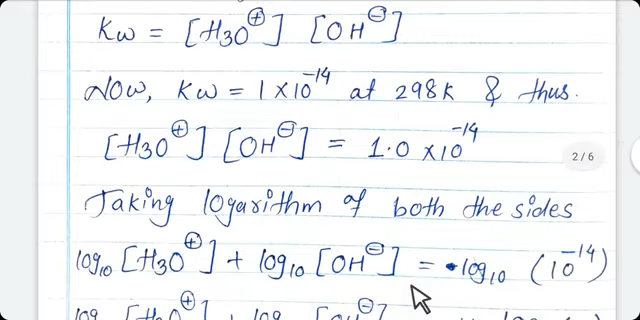 Kw = [H3O⊕] [OH⊖]
Now, Kw = 1×10⁻¹⁴ at 298K & thus.
[H3O⊕] [OH⊖] = 1.0 ×10⁻¹⁴
2/6
Taking logarithm of both the sides
log₁₀ [H3O⊕] + log₁₀ [OH⊖] = log₁₀ (10⁻¹⁴)